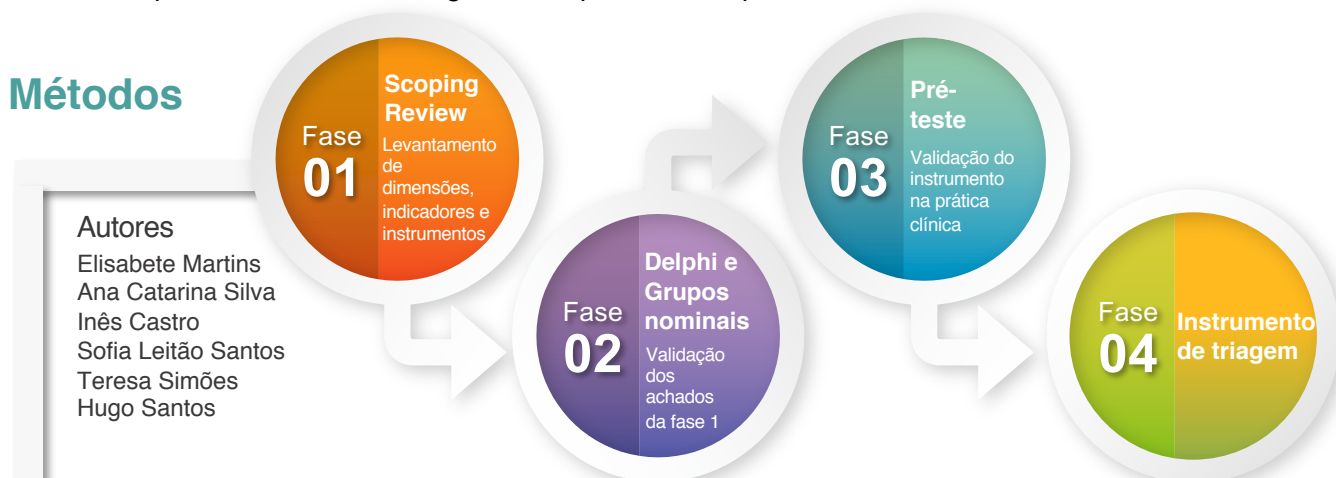 Métodos
Autores
Elisabete Martins
Ana Catarina Silva
Inês Castro
Sofia Leitão Santos
Teresa Simões
Hugo Santos
Fase
01
Scoping
Review
Levantamento
de
dimensões,
indicadores e
instrumentos
Fase
02
Delphi e
Grupos
nominais
Validação
dos
achados
da fase 1
Fase
03
Pré-
teste
Validação do
instrumento
na prática
clínica
Fase
04
Instrumento
de triagem